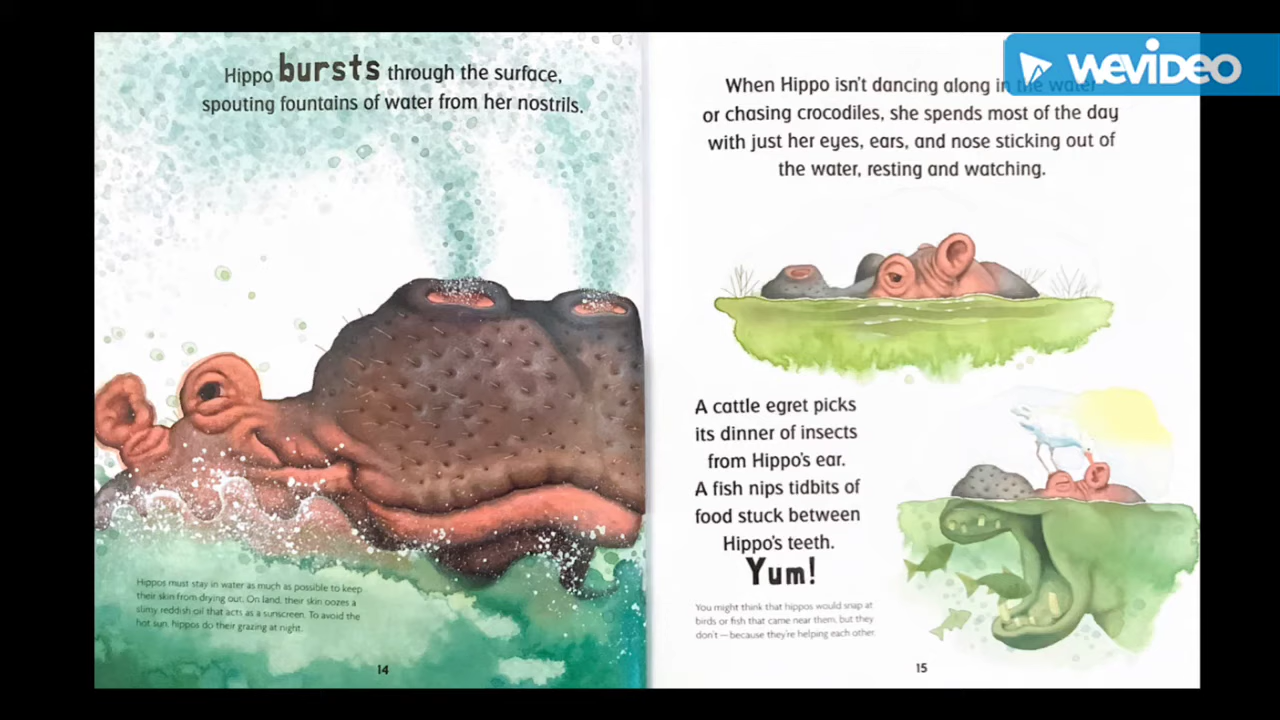 Hippo bursts through the surface,
spouting fountains of water from her nostrils.
Hippos must stay in water as much as possible to keep
their skin from drying out. On land, their skin oozes a
slimy reddish oil that acts as a sunscreen. To avoid the
hot sun, hippos do their grazing at night.
14
WEVIDEO
When Hippo isn't dancing along in the water
or chasing crocodiles, she spends most of the day
with just her eyes, ears, and nose sticking out of
the water, resting and watching.
A cattle egret picks
its dinner of insects
from Hippo's ear.
A fish nips tidbits of
food stuck between
Hippo's teeth.
Yum!
You might think that hippos would snap at
birds or fish that came near them, but they
don't — because they're helping each other.
15